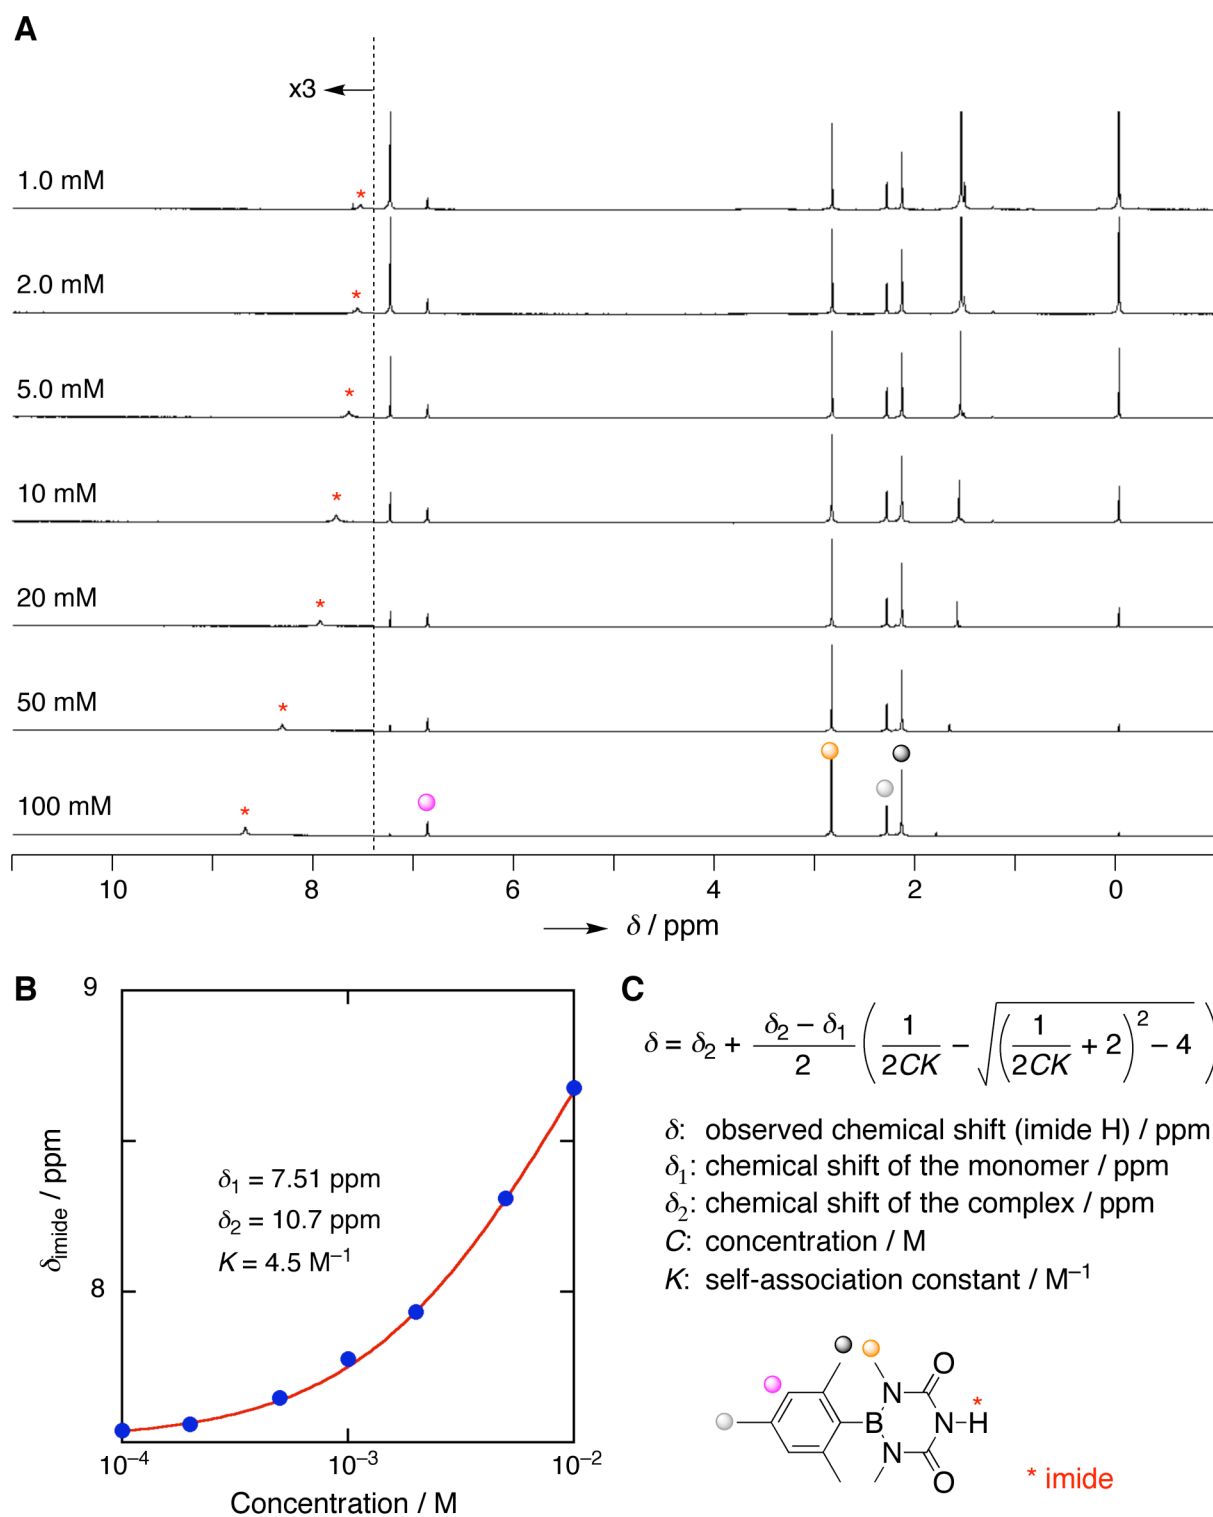 A
x3
1.0 mM
*
2.0 mM
*
5.0 mM
*
10 mM
*
20 mM
*
50 mM
*
100 mM
*
10 8 6 4 2 0
δ / ppm
B
9
8
δimide / ppm
δ1 = 7.51 ppm
δ2 = 10.7 ppm
K = 4.5 M⁻¹
10⁻⁴ 10⁻³ 10⁻²
Concentration / M
C
δ = δ2 + (δ2 − δ1)/2 (1/2CK − √((1/2CK + 2)² − 4))
δ: observed chemical shift (imide H) / ppm
δ1: chemical shift of the monomer / ppm
δ2: chemical shift of the complex / ppm
C: concentration / M
K: self-association constant / M⁻¹
O
N
*
B N-H
N
O
* imide